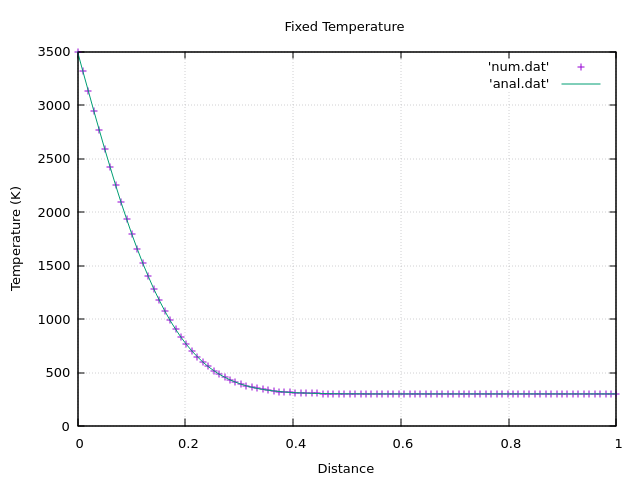 Fixed Temperature
'num.dat'
'anal.dat'
Temperature (K)
3500
3000
2500
2000
1500
1000
500
0
0 0.2 0.4 0.6 0.8 1
Distance